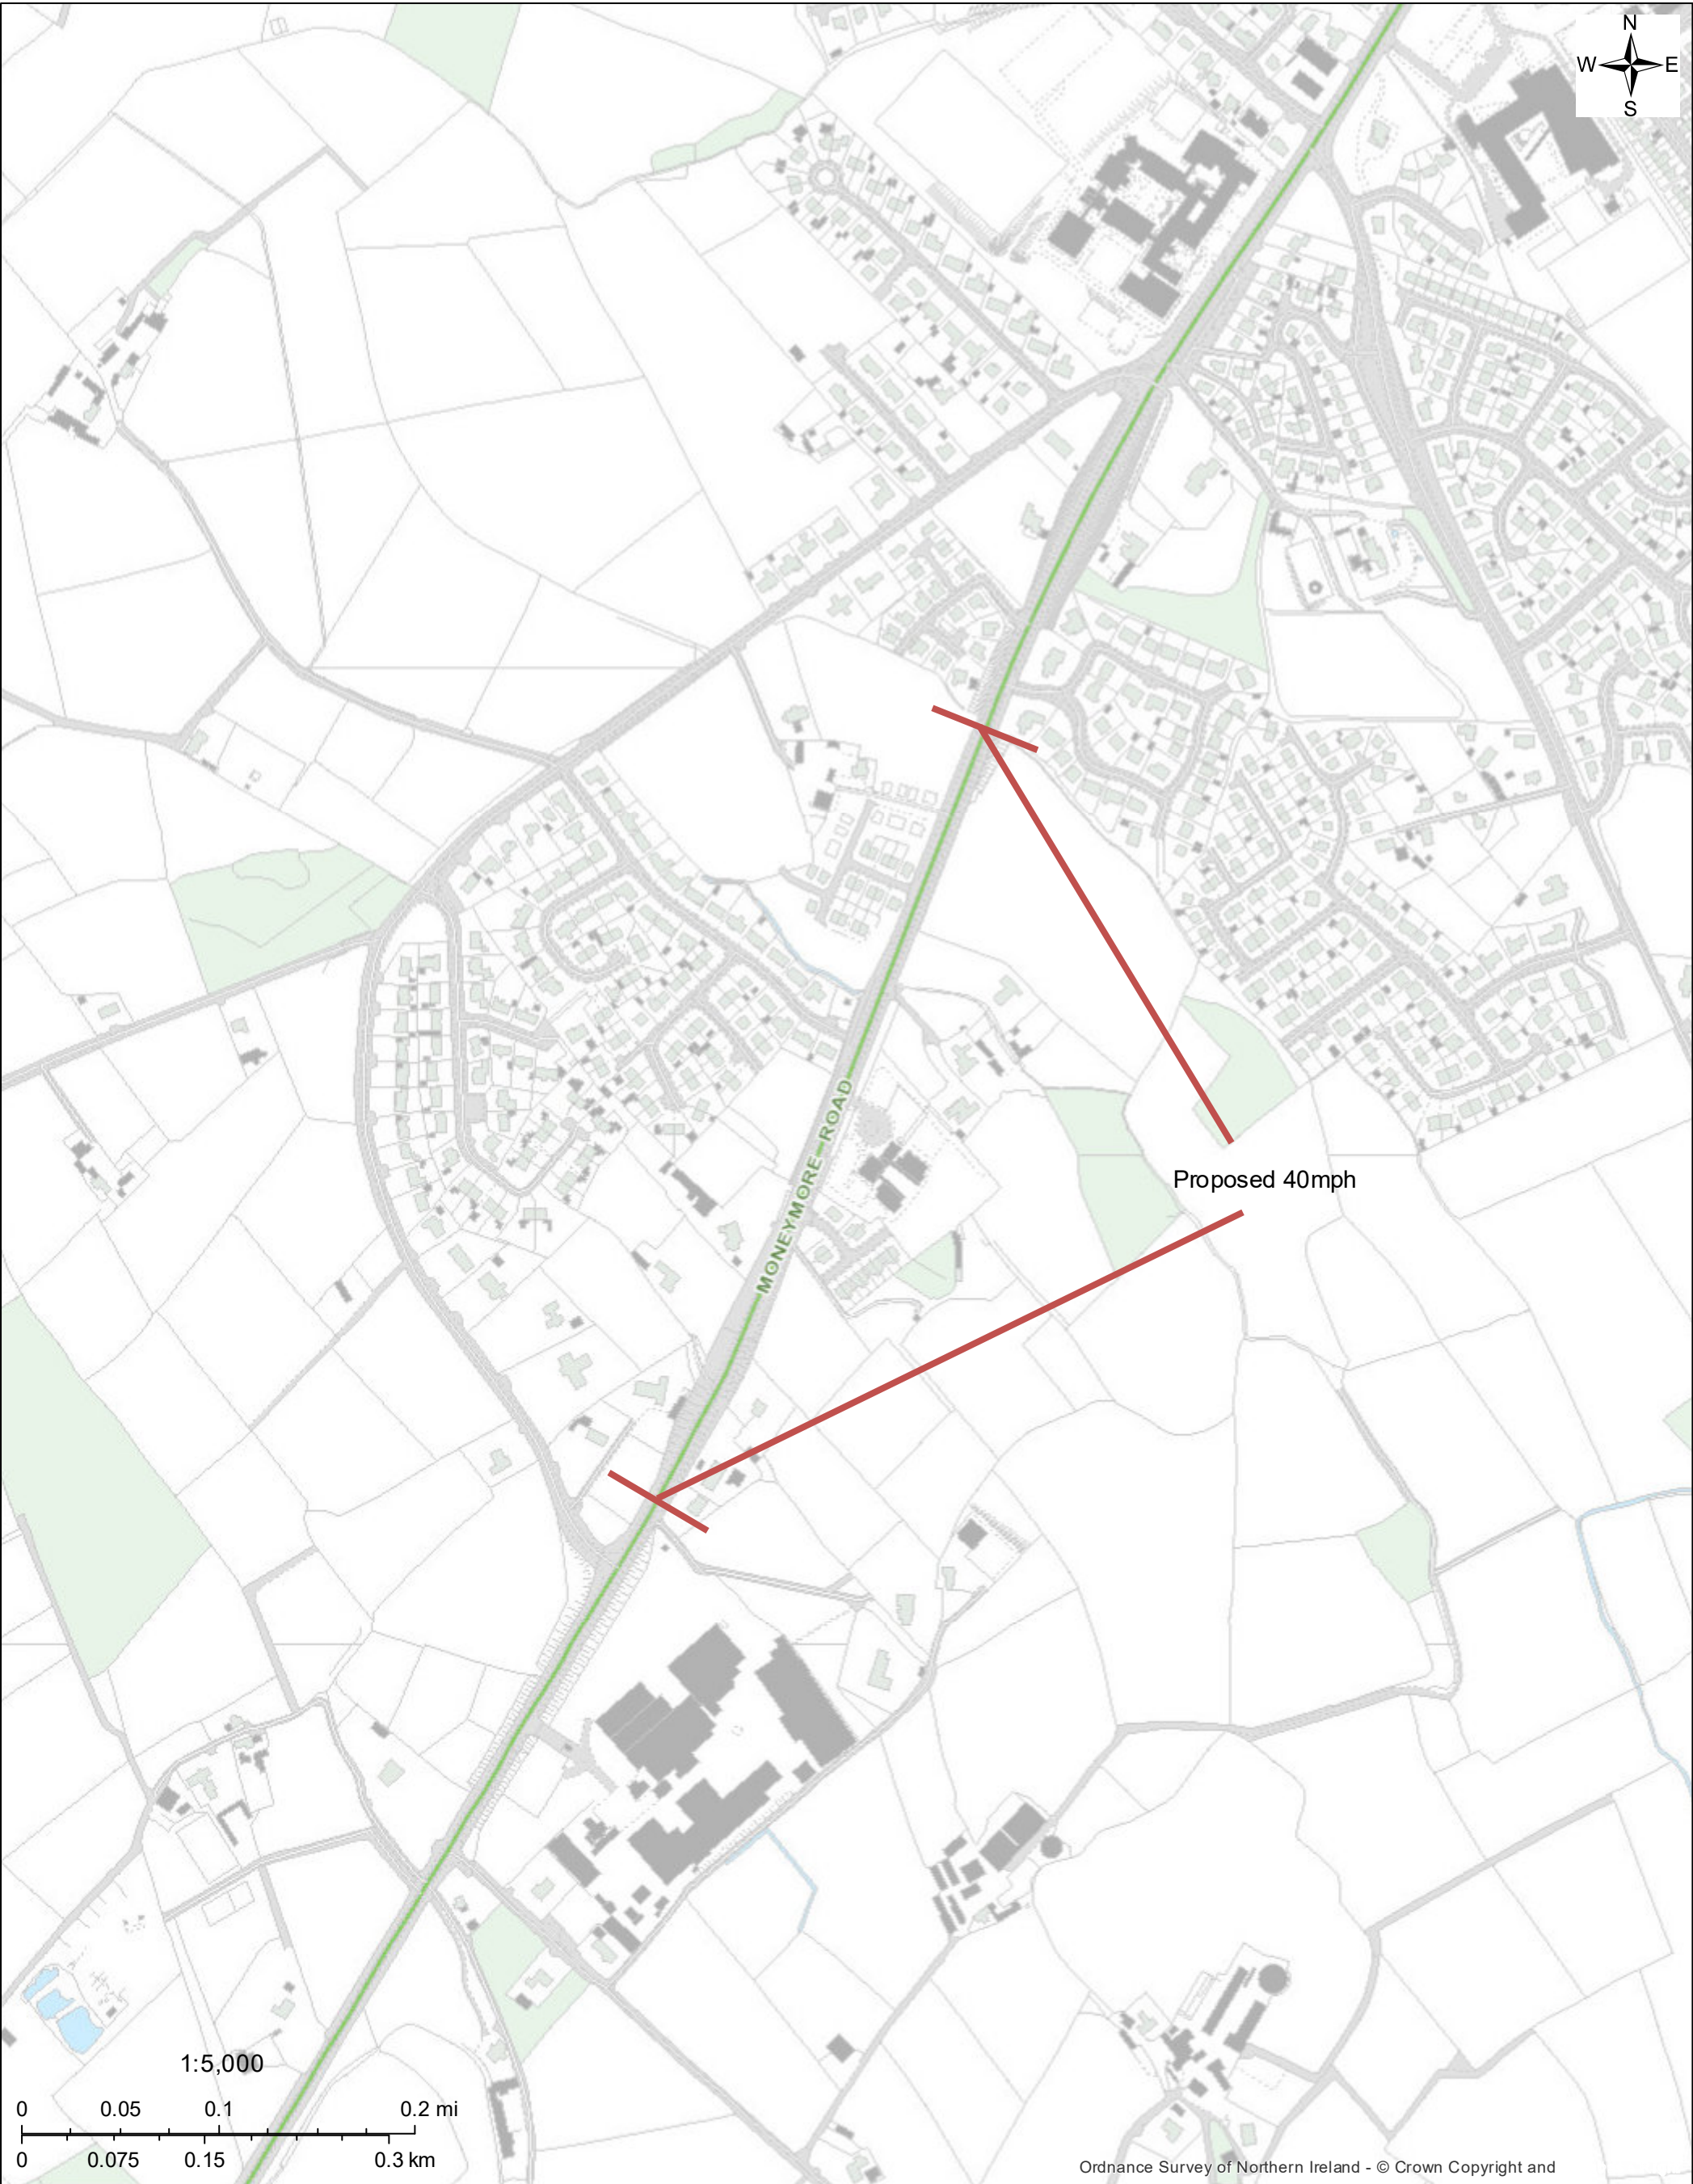 N
W E
S
Proposed 40mph
MONEYMORE ROAD
1:5,000
0 0.05 0.1 0.2 mi
0 0.075 0.15 0.3 km
Ordnance Survey of Northern Ireland - © Crown Copyright and